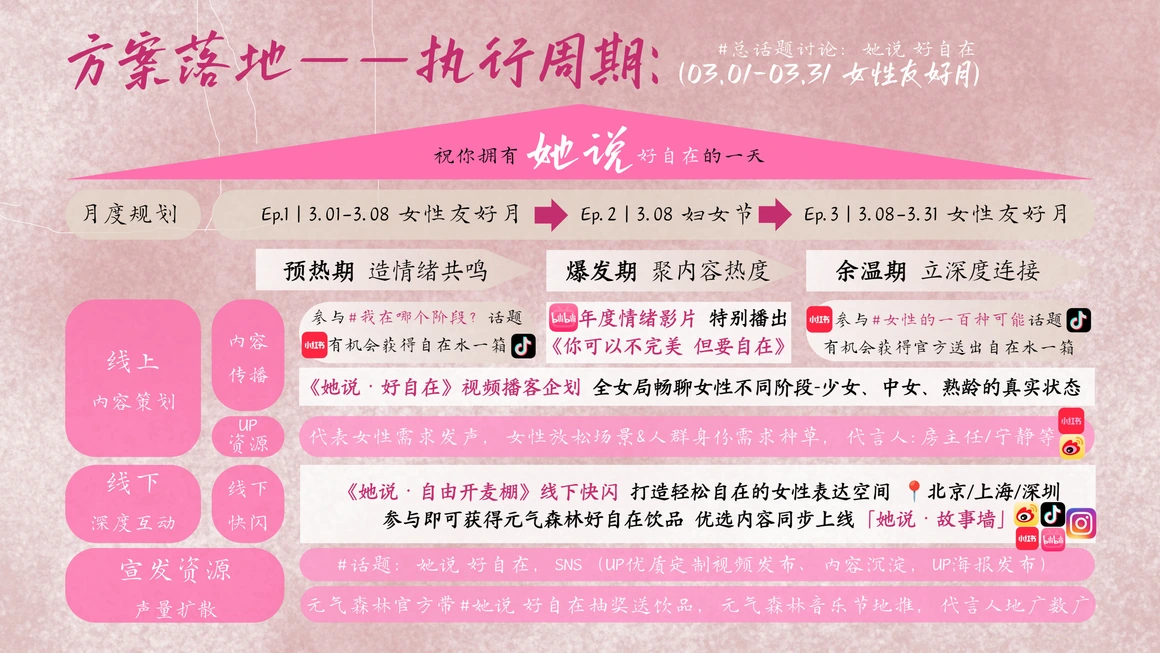 方案落地——执行周期:
#总话题讨论: 她说 好自在
(03.01-03.31 女性友好月)
祝你拥有 她说 好自在的一天
月度规划
Ep.1 | 3.01-3.08 女性友好月
Ep. 2 | 3.08 妇女节
Ep. 3 | 3.08-3.31 女性友好月
预热期 造情绪共鸣
爆发期 聚内容热度
余温期 立深度连接
线上
内容策划
内容
传播
参与#我在哪个阶段? 话题
小红书 有机会获得自在水一箱
bilibili 年度情绪影片 特别播出
《你可以不完美 但要自在》
小红书 参与#女性的一百种可能话题
有机会获得官方送出自在水一箱
《她说·好自在》视频播客企划 全女局畅聊女性不同阶段-少女、中女、熟龄的真实状态
UP
资源
代表女性需求发声, 女性放松场景&人群身份需求种草, 代言人:房主任/宁静等
小红书
线下
深度互动
线下
快闪
《她说·自由开麦棚》线下快闪 打造轻松自在的女性表达空间 📍北京/上海/深圳
参与即可获得元气森林好自在饮品 优选内容同步上线「她说·故事墙」
小红书 bilibili
宣发资源
声量扩散
#话题: 她说 好自在, SNS (UP优质定制视频发布、 内容沉淀, UP海报发布)
元气森林官方带#她说 好自在抽奖送饮品, 元气森林音乐节地推, 代言人地广数广